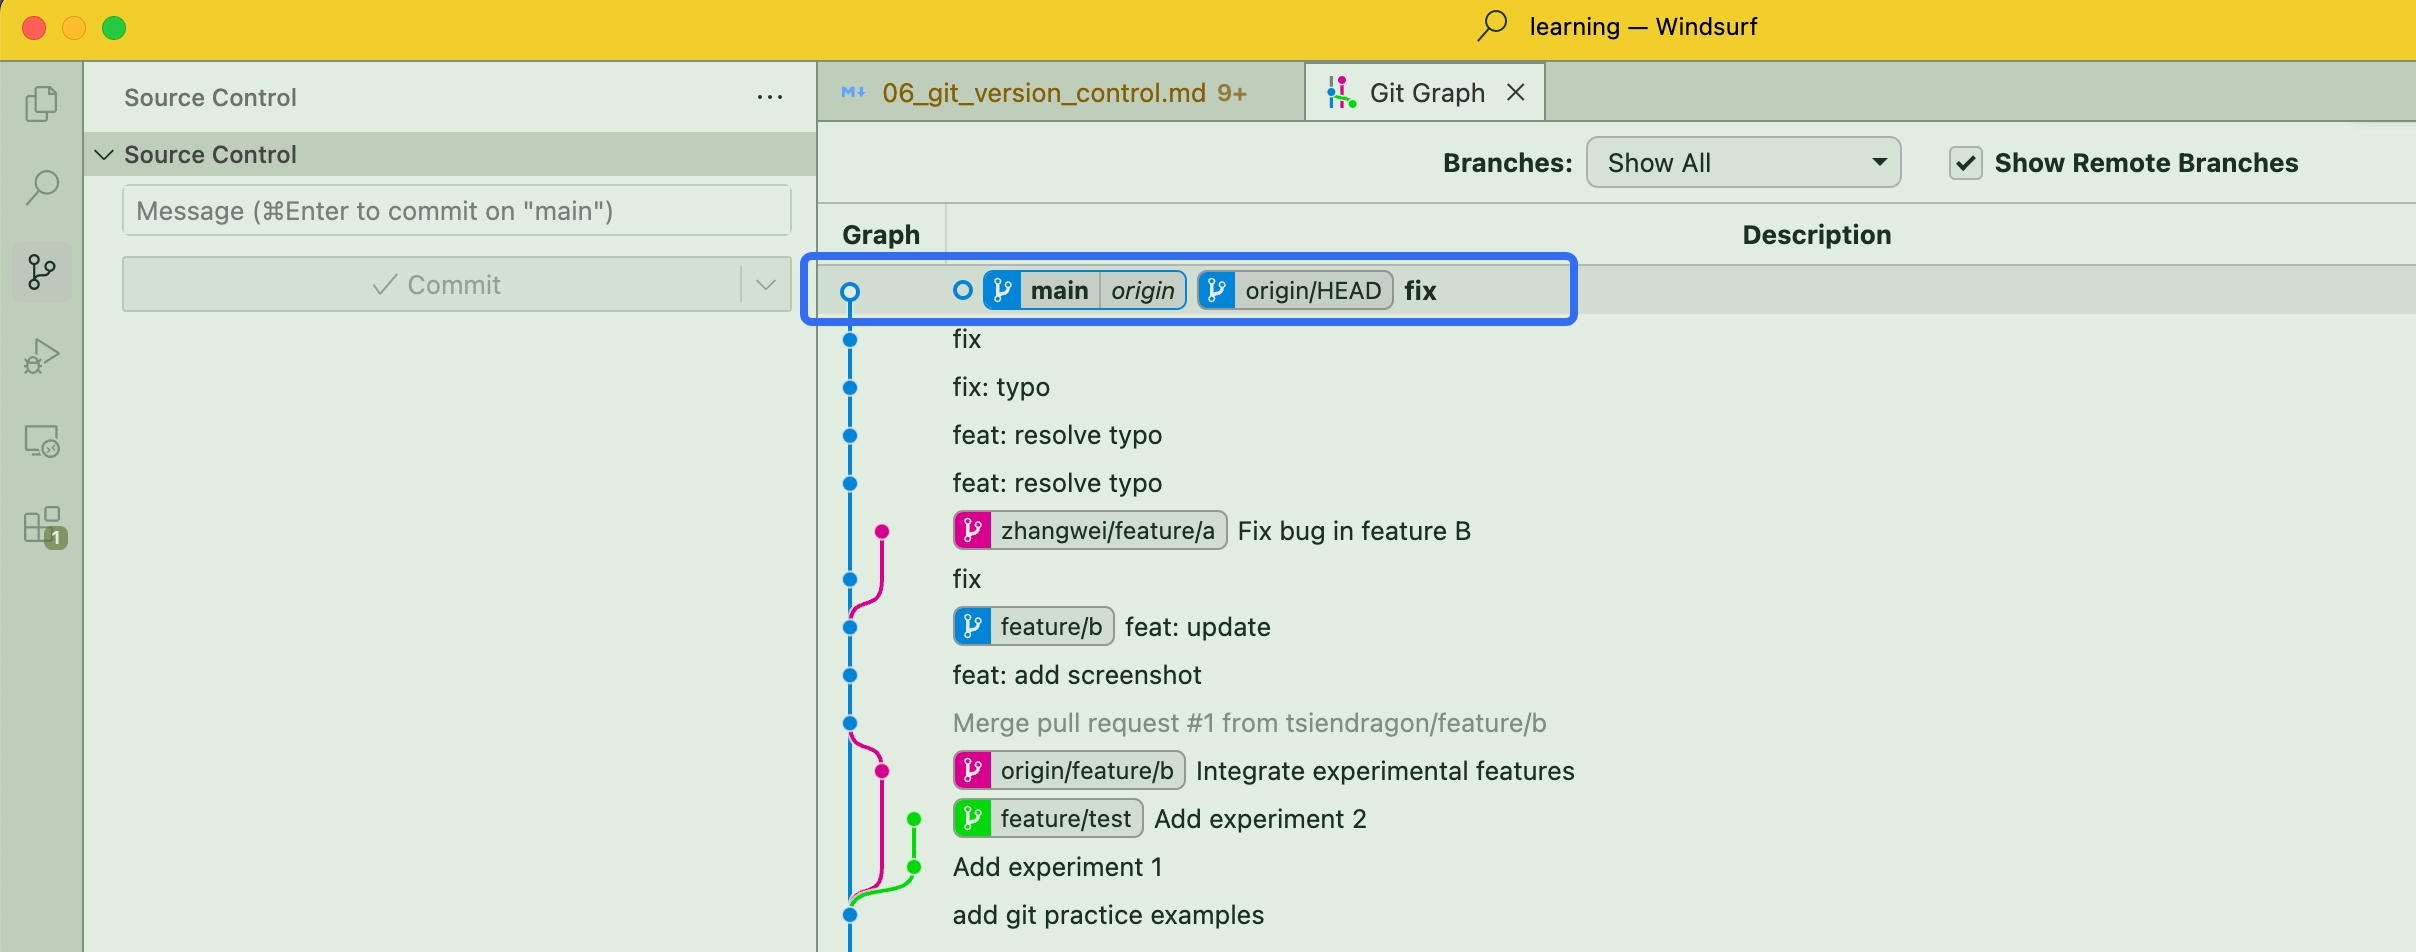 learning — Windsurf
Source Control
06_git_version_control.md 9+
Git Graph
Source Control
Message (⌘Enter to commit on "main")
Commit
1
Branches: Show All
Show Remote Branches
Graph
Description
main origin origin/HEAD fix
fix
fix: typo
feat: resolve typo
feat: resolve typo
zhangwei/feature/a Fix bug in feature B
fix
feature/b feat: update
feat: add screenshot
Merge pull request #1 from tsiendragon/feature/b
origin/feature/b Integrate experimental features
feature/test Add experiment 2
Add experiment 1
add git practice examples